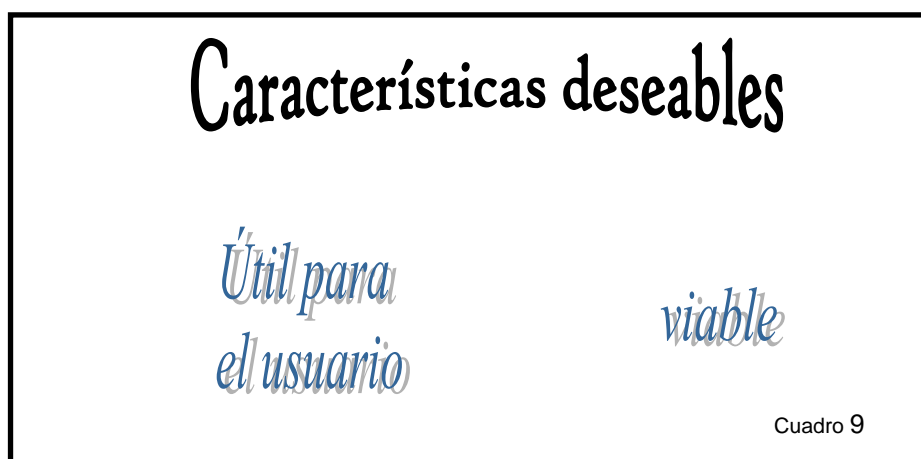 Características deseables
Útil para
el usuario
viable
Cuadro 9